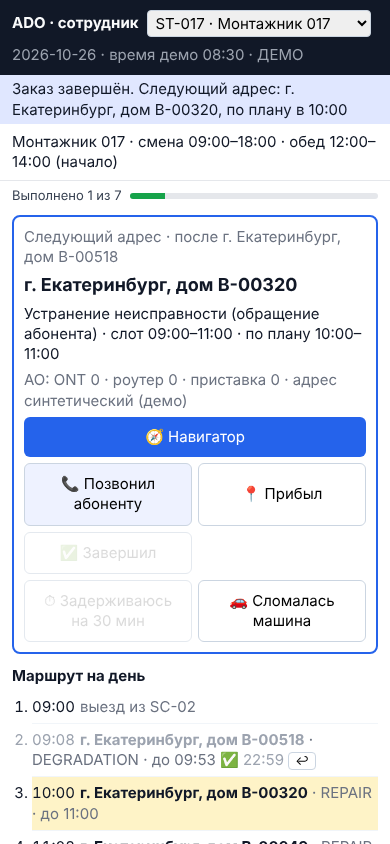 ADO · сотрудник ST-017 · Монтажник 017
2026-10-26 · время демо 08:30 · ДЕМО
Заказ завершён. Следующий адрес: г.
Екатеринбург, дом В-00320, по плану в 10:00
Монтажник 017 · смена 09:00–18:00 · обед 12:00–
14:00 (начало)
Выполнено 1 из 7
Следующий адрес · после г. Екатеринбург,
дом В-00518
г. Екатеринбург, дом В-00320
Устранение неисправности (обращение
абонента) · слот 09:00–11:00 · по плану 10:00–
11:00
АО: ONT 0 · роутер 0 · приставка 0 · адрес
синтетический (демо)
🧭 Навигатор
📞 Позвонил
абоненту
📍 Прибыл
✅ Завершил
⏱ Задерживаюсь
на 30 мин
🚗 Сломалась
машина
Маршрут на день
1. 09:00 выезд из SC-02
2. 09:08 г. Екатеринбург, дом В-00518 ·
DEGRADATION · до 09:53 ✅ 22:59 ↩
3. 10:00 г. Екатеринбург, дом В-00320 · REPAIR
· до 11:00